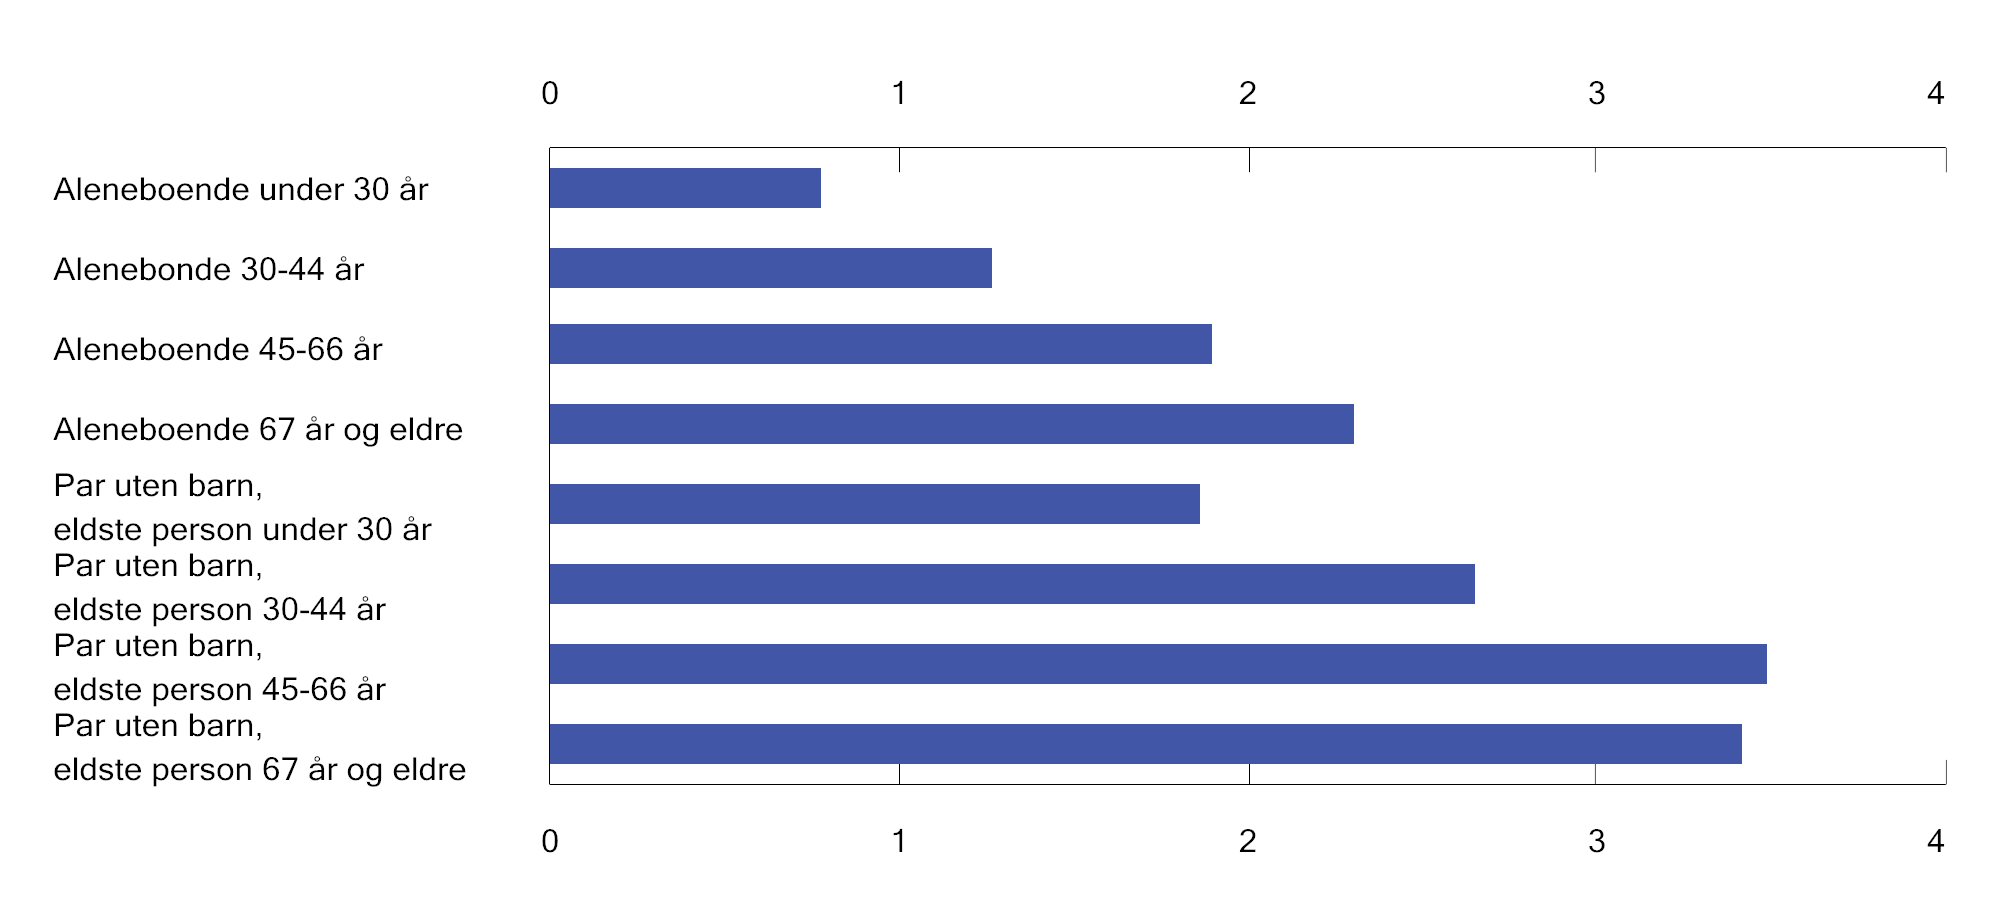 0 1 2 3 4
Aleneboende under 30 år
Alenebonde 30-44 år
Aleneboende 45-66 år
Aleneboende 67 år og eldre
Par uten barn,
eldste person under 30 år
Par uten barn,
eldste person 30-44 år
Par uten barn,
eldste person 45-66 år
Par uten barn,
eldste person 67 år og eldre
0 1 2 3 4